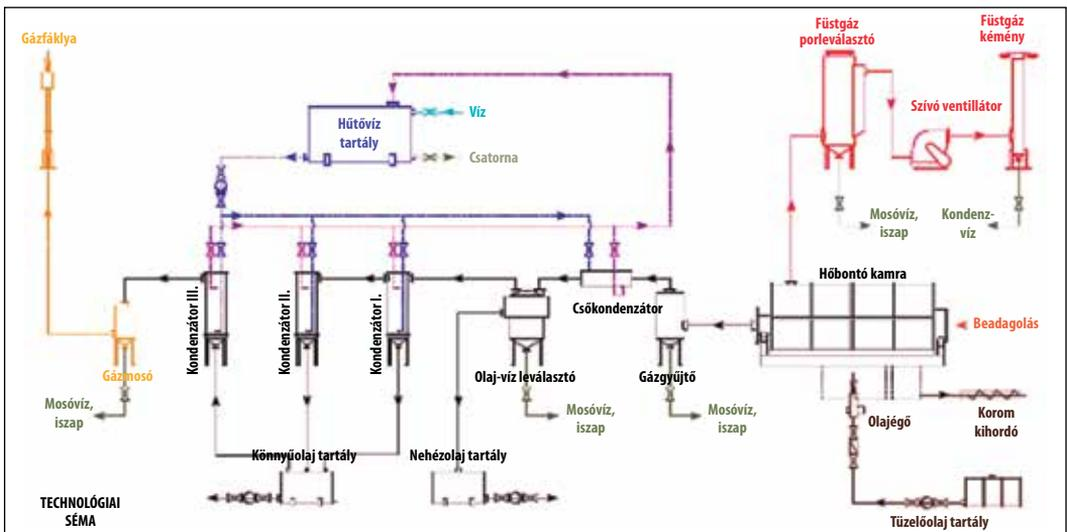 Gázfáklya
Füstgáz
porleválasztó
Füstgáz
kémény
Szívó ventillátor
Hűtővíz
tartály
Víz
Csatorna
Mosóvíz,
iszap
Kondenz-
víz
Hőbontó kamra
Beadagolás
Kondenzátor III.
Kondenzátor II.
Kondenzátor I.
Csőkondenzátor
Gázmosó
Olaj-víz leválasztó
Gázgyűjtő
Mosóvíz,
iszap
Mosóvíz,
iszap
Mosóvíz,
iszap
Olajégő
Korom
kihordó
Könnyűolaj tartály
Nehézolaj tartály
TECHNOLÓGIAI
SÉMA
Tüzelőolaj tartály